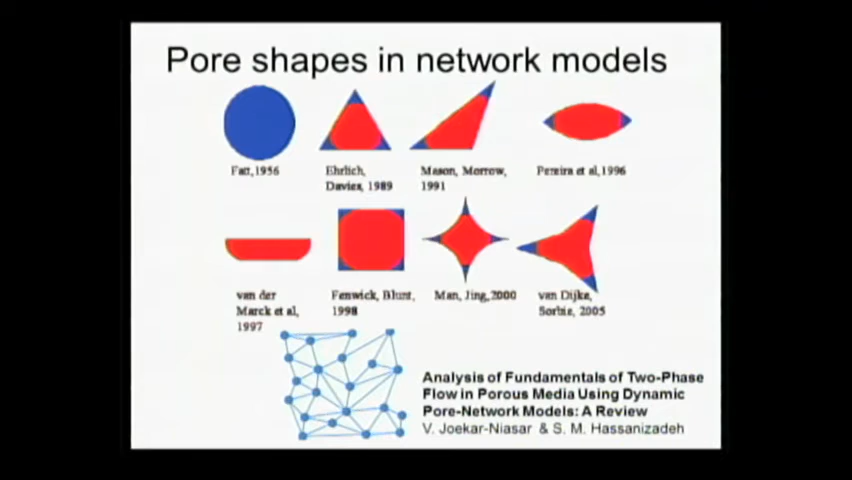 Pore shapes in network models
Fatt, 1956
Ehrlich,
Davies, 1989
Mason, Morrow,
1991
Pereira et al, 1996
van der
Marck et al,
1997
Fenwick, Blunt,
1998
Man, Jing, 2000
van Dijke,
Sorbie, 2005
Analysis of Fundamentals of Two-Phase
Flow in Porous Media Using Dynamic
Pore-Network Models: A Review
V. Joekar-Niasar & S. M. Hassanizadeh